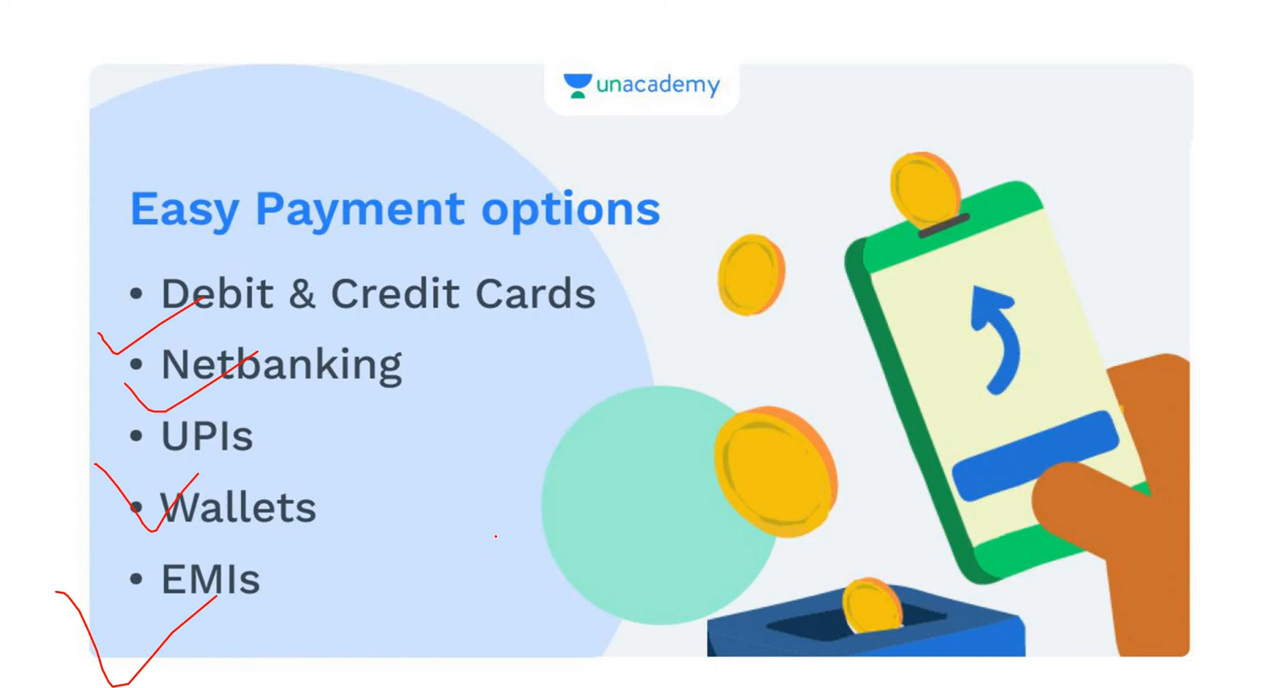 unacademy
Easy Payment options
• Debit & Credit Cards
• Netbanking
• UPIs
• Wallets
• EMIs